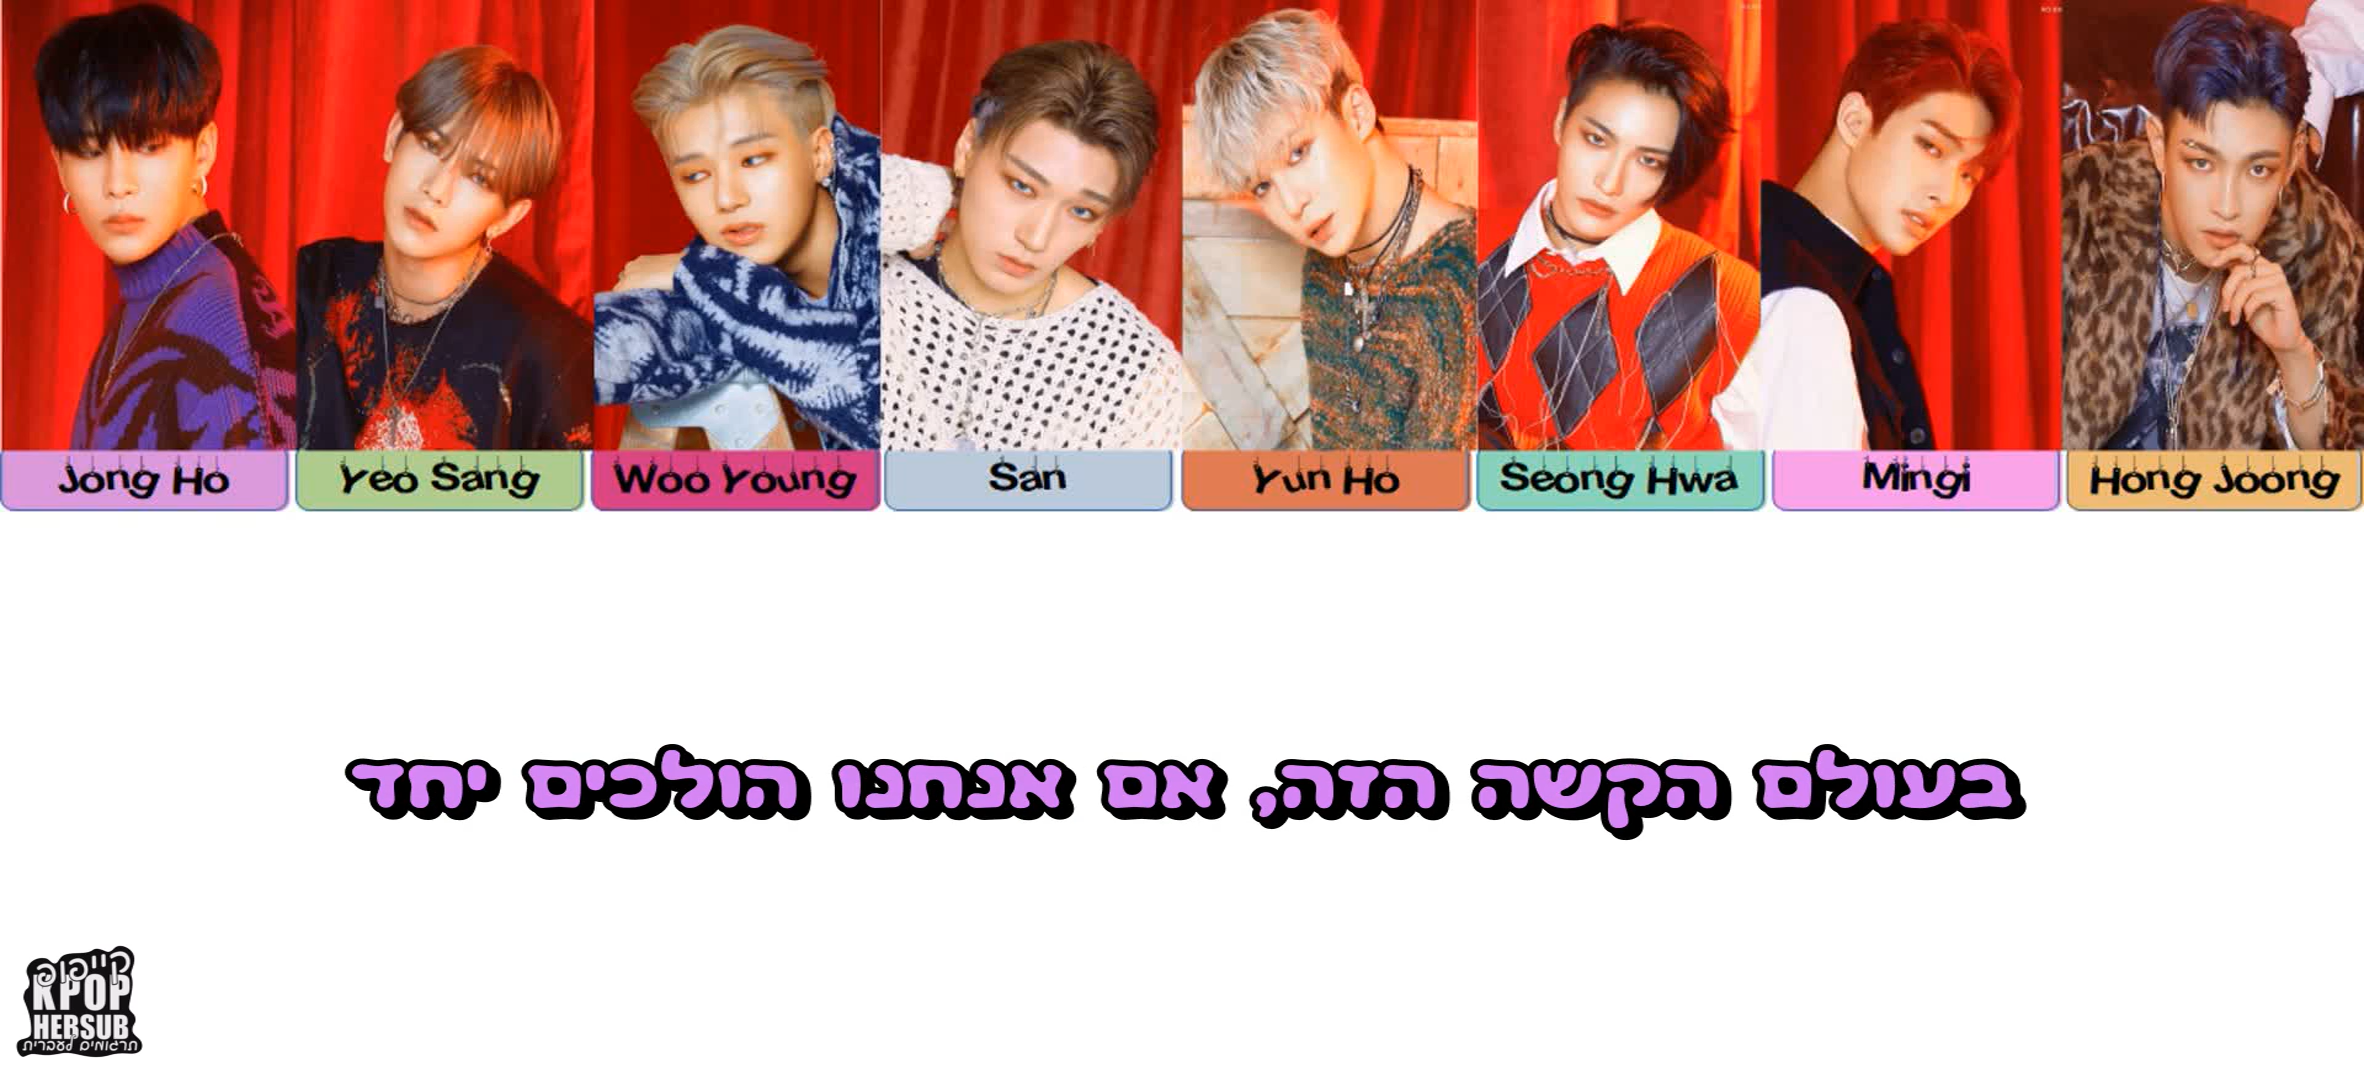 Jong Ho
Yeo Sang
Woo Young
San
Yun Ho
Seong Hwa
Mingi
Hong Joong
בעולם הקשה הזה, אם אנחנו הולכים יחד
קייפופ
KPOP
HEBSUB
תרגומים לעברית